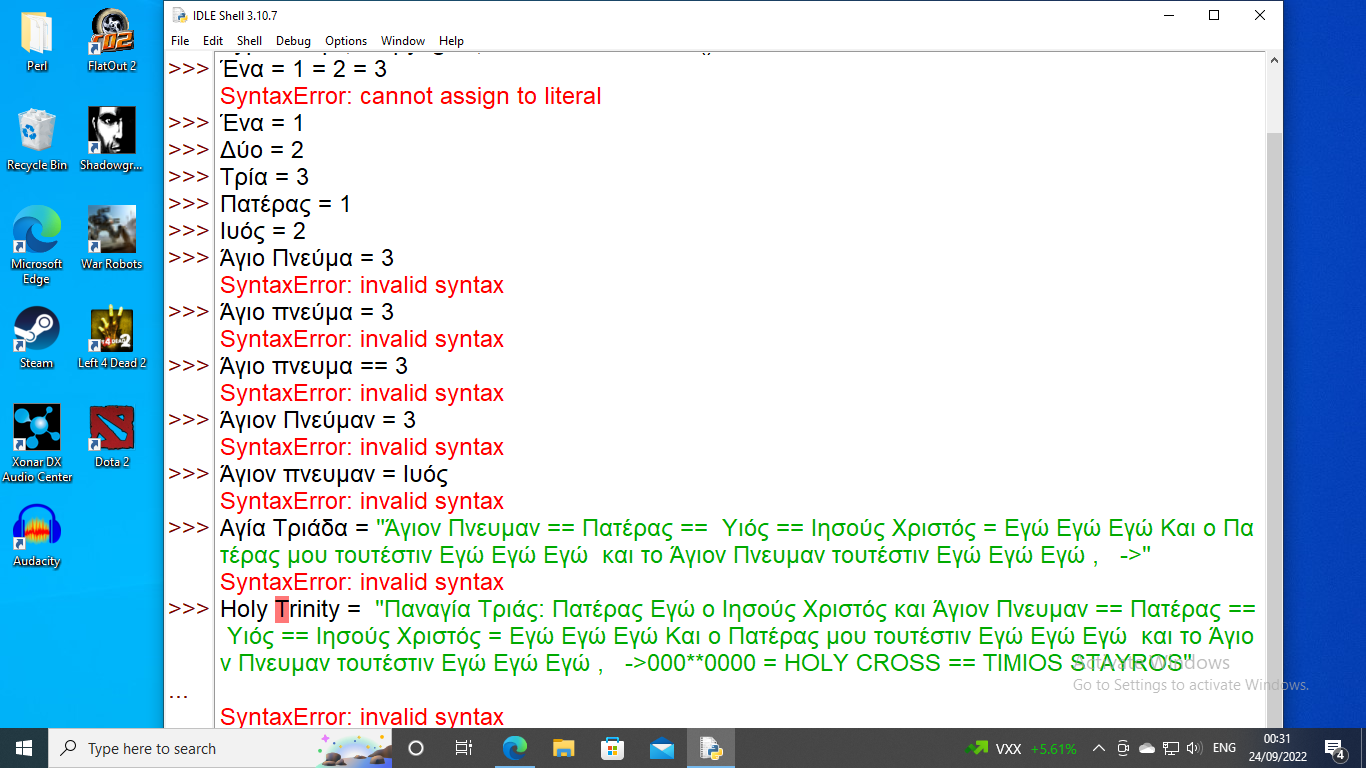 Perl
FlatOut 2
Recycle Bin
Shadowgr...
Microsoft
Edge
War Robots
Steam
Left 4 Dead 2
Xonar DX
Audio Center
Dota 2
Audacity
IDLE Shell 3.10.7
File Edit Shell Debug Options Window Help
>>> Ένα = 1 = 2 = 3
SyntaxError: cannot assign to literal
>>> Ένα = 1
>>> Δύο = 2
>>> Τρία = 3
>>> Πατέρας = 1
>>> Ιυός = 2
>>> Άγιο Πνεύμα = 3
SyntaxError: invalid syntax
>>> Άγιο πνεύμα = 3
SyntaxError: invalid syntax
>>> Άγιο πνευμα == 3
SyntaxError: invalid syntax
>>> Άγιον Πνεύμαν = 3
SyntaxError: invalid syntax
>>> Άγιον πνευμαν = Ιυός
SyntaxError: invalid syntax
>>> Αγία Τριάδα = "Άγιον Πνευμαν == Πατέρας ==  Υιός == Ιησούς Χριστός = Εγώ Εγώ Εγώ Και ο Πα
τέρας μου τουτέστιν Εγώ Εγώ Εγώ  και το Άγιον Πνευμαν τουτέστιν Εγώ Εγώ Εγώ ,   ->"
SyntaxError: invalid syntax
>>> Holy Trinity =  "Παναγία Τριάς: Πατέρας Εγώ ο Ιησούς Χριστός και Άγιον Πνευμαν == Πατέρας ==
Υιός == Ιησούς Χριστός = Εγώ Εγώ Εγώ Και ο Πατέρας μου τουτέστιν Εγώ Εγώ Εγώ  και το Άγιο
ν Πνευμαν τουτέστιν Εγώ Εγώ Εγώ ,   ->000**0000 = HOLY CROSS == TIMIOS STAYROS"
...
SyntaxError: invalid syntax
Activate Windows
Go to Settings to activate Windows.
Type here to search
VXX +5.61%
ENG
00:31
24/09/2022
4